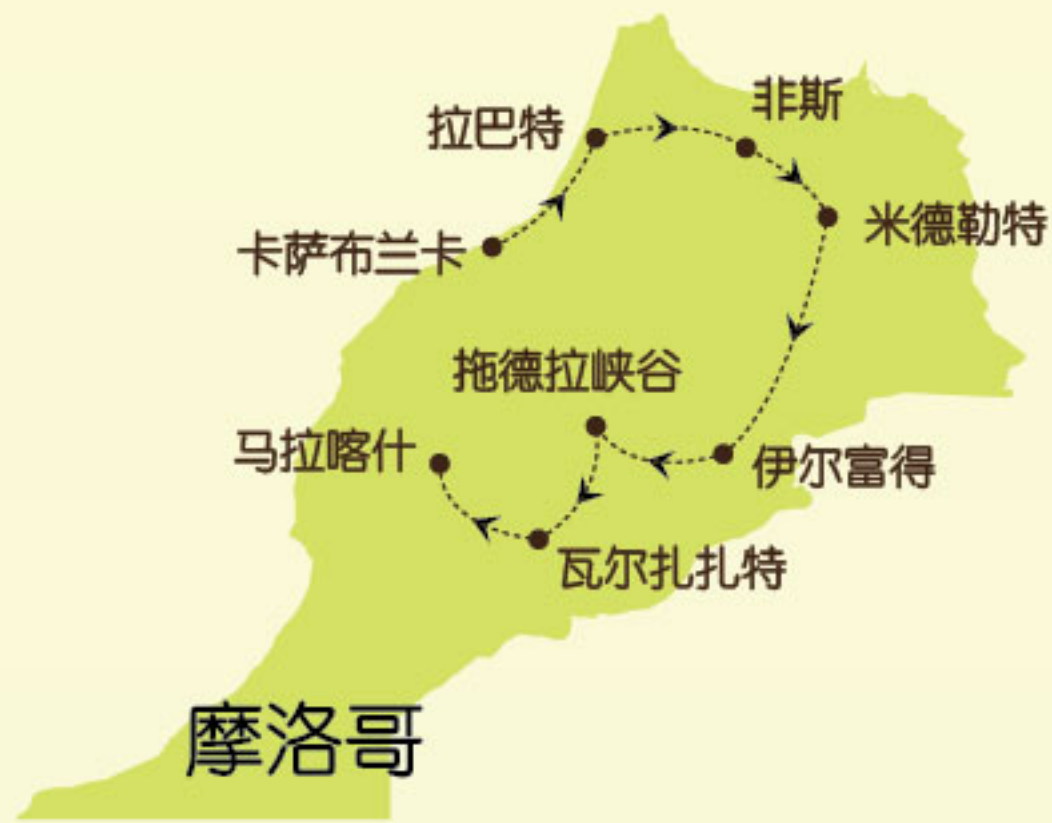 非斯
拉巴特
米德勒特
卡萨布兰卡
拖德拉峡谷
马拉喀什
伊尔富得
瓦尔扎扎特
摩洛哥